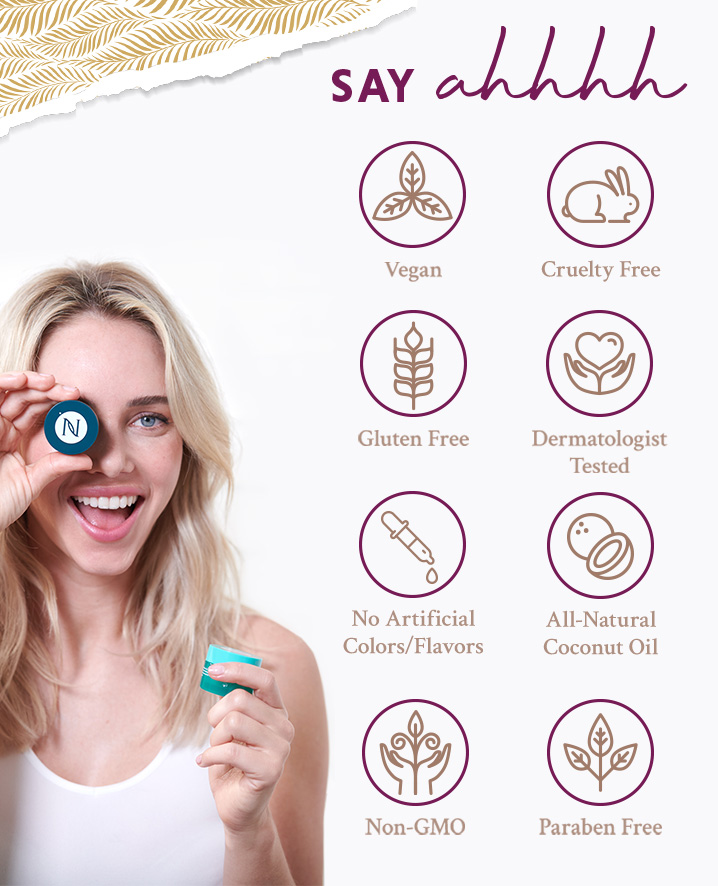 SAY ahhhh
Vegan
Cruelty Free
Gluten Free
Dermatologist
Tested
No Artificial
Colors/Flavors
All-Natural
Coconut Oil
Non-GMO
Paraben Free
N